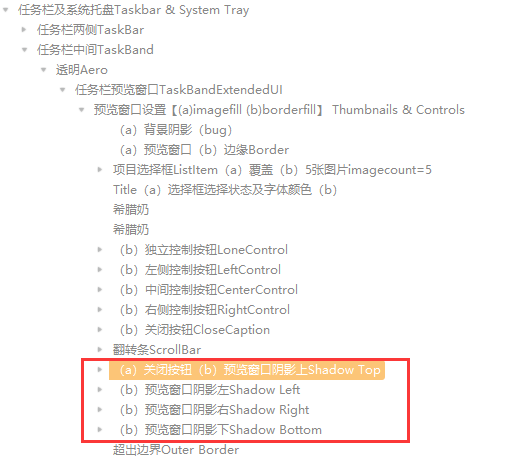 任务栏及系统托盘Taskbar & System Tray
任务栏两侧TaskBar
任务栏中间TaskBand
透明Aero
任务栏预览窗口TaskBandExtendedUI
预览窗口设置【(a)imagefill (b)borderfill】 Thumbnails & Controls
（a）背景阴影（bug）
（a）预览窗口（b）边缘Border
项目选择框ListItem（a）覆盖（b）5张图片imagecount=5
Title（a）选择框选择状态及字体颜色（b）
希腊奶
希腊奶
（b）独立控制按钮LoneControl
（b）左侧控制按钮LeftControl
（b）中间控制按钮CenterControl
（b）右侧控制按钮RightControl
（b）关闭按钮CloseCaption
翻转条ScrollBar
（a）关闭按钮（b）预览窗口阴影上Shadow Top
（b）预览窗口阴影左Shadow Left
（b）预览窗口阴影右Shadow Right
（b）预览窗口阴影下Shadow Bottom
超出边界Outer Border